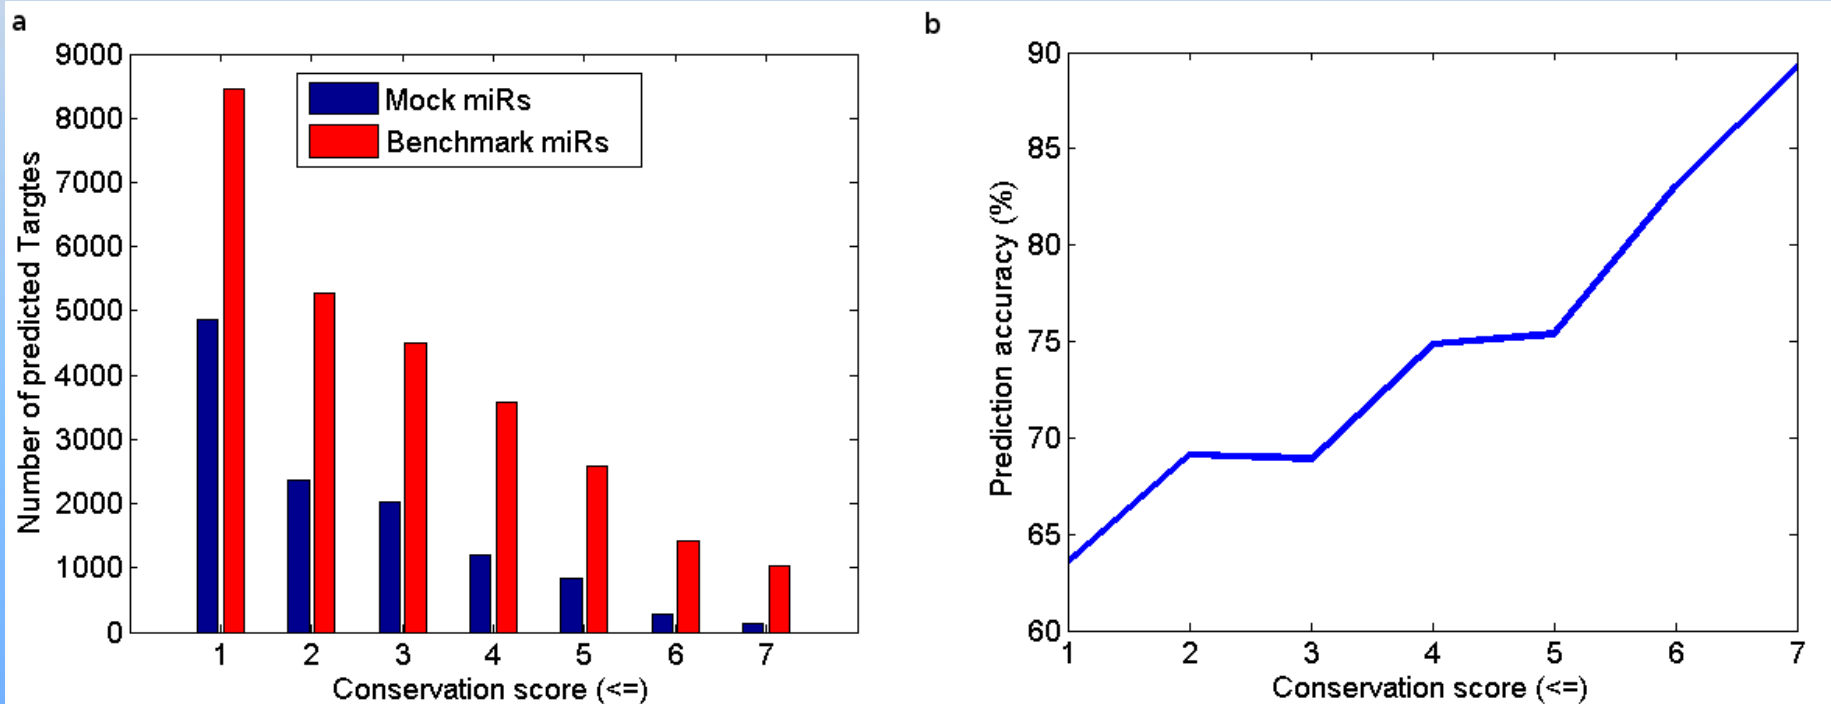 a
Number of predicted Targtes
9000
8000
7000
6000
5000
4000
3000
2000
1000
0
Mock miRs
Benchmark miRs
1 2 3 4 5 6 7
Conservation score (<=)
b
Prediction accuracy (%)
90
85
80
75
70
65
60
1 2 3 4 5 6 7
Conservation score (<=)